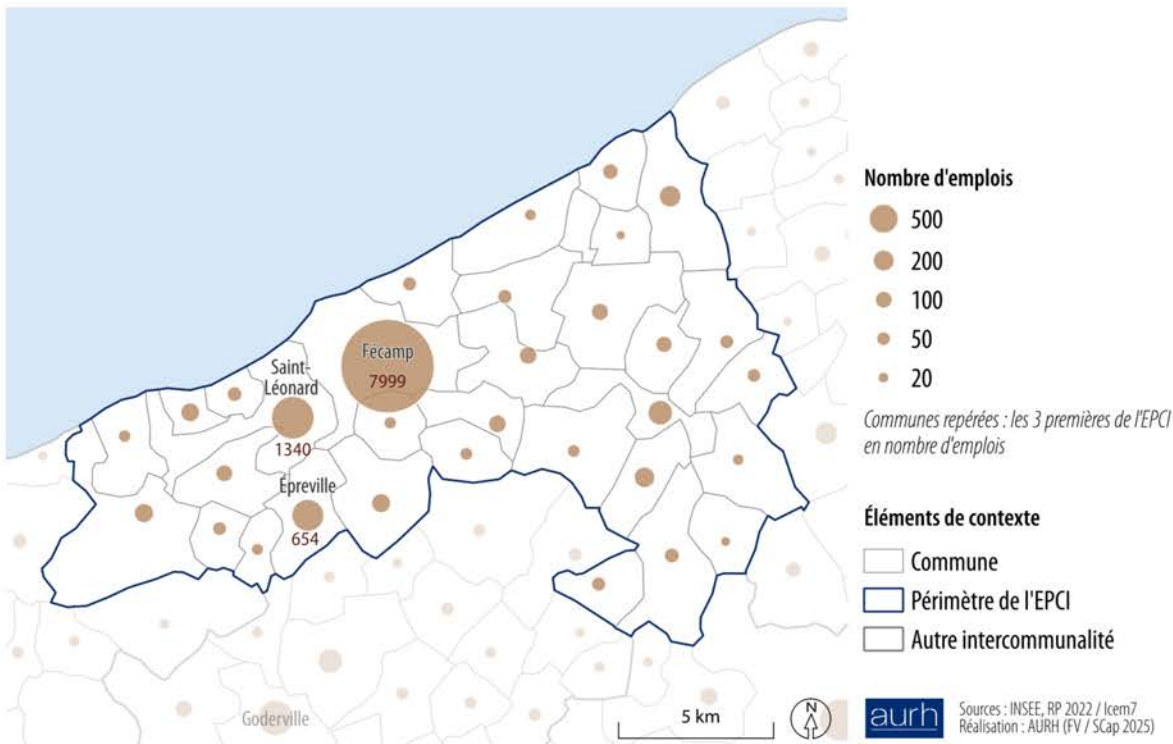 Saint-
Léonard
1340
Fécamp
7999
Épreville
654
Goderville
5 km
N
Nombre d'emplois
500
200
100
50
20
Communes repérées : les 3 premières de l'EPCI
en nombre d'emplois
Éléments de contexte
Commune
Périmètre de l'EPCI
Autre intercommunalité
aurh
Sources : INSEE, RP 2022 / Icem7
Réalisation : AURH (FV / SCap 2025)